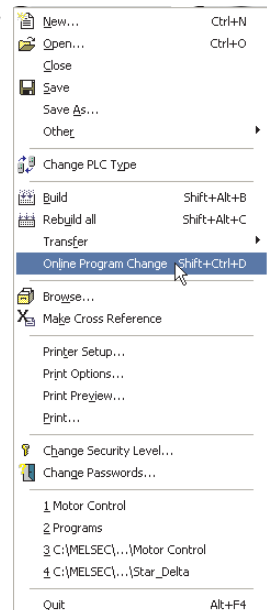 New... Ctrl+N
Open... Ctrl+O
Close
Save
Save As...
Other
Change PLC Type
Build Shift+Alt+B
Rebuild all Shift+Alt+C
Transfer
Online Program Change Shift+Ctrl+D
Browse...
Make Cross Reference
Printer Setup...
Print Options...
Print Preview...
Print...
Change Security Level...
Change Passwords...
1 Motor Control
2 Programs
3 C:\MELSEC\...\Motor Control
4 C:\MELSEC\...\Star_Delta
Quit Alt+F4